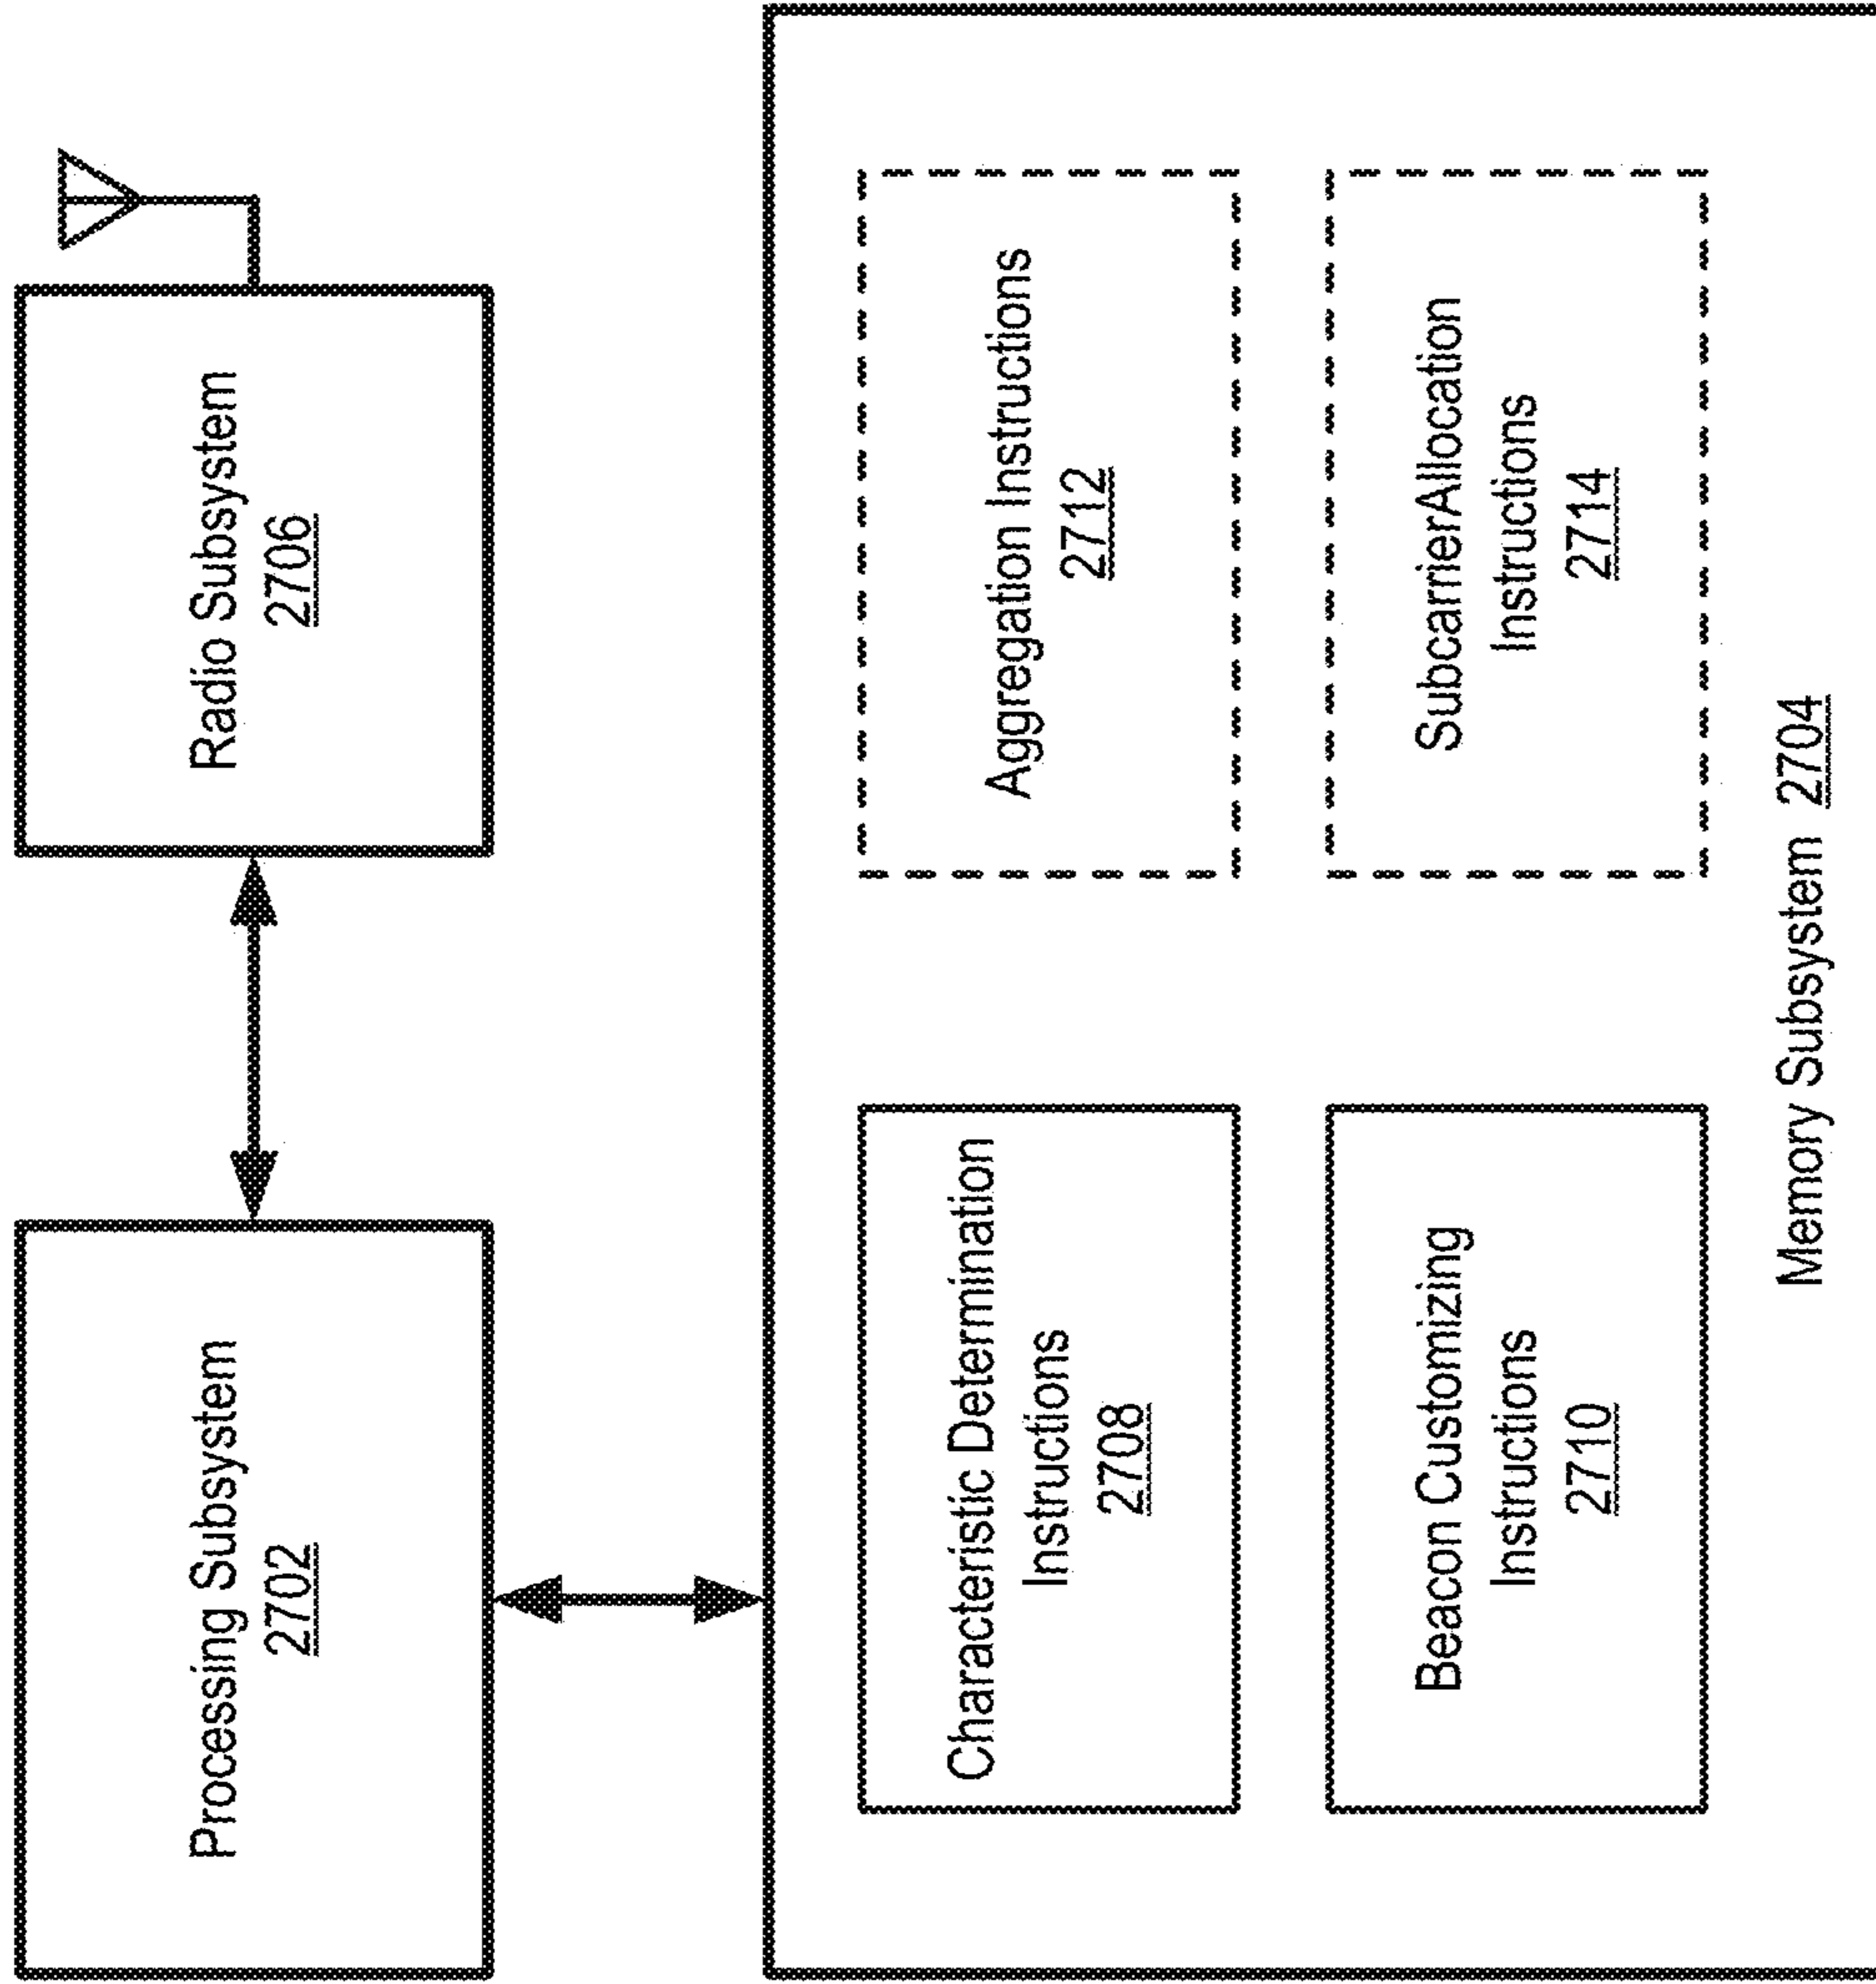 Processing Subsystem
2702
Radio Subsystem
2706
Characteristic Determination
Instructions
2708
Aggregation Instructions
2712
Beacon Customizing
Instructions
2710
SubcarrierAllocation
Instructions
2714
Memory Subsystem 2704